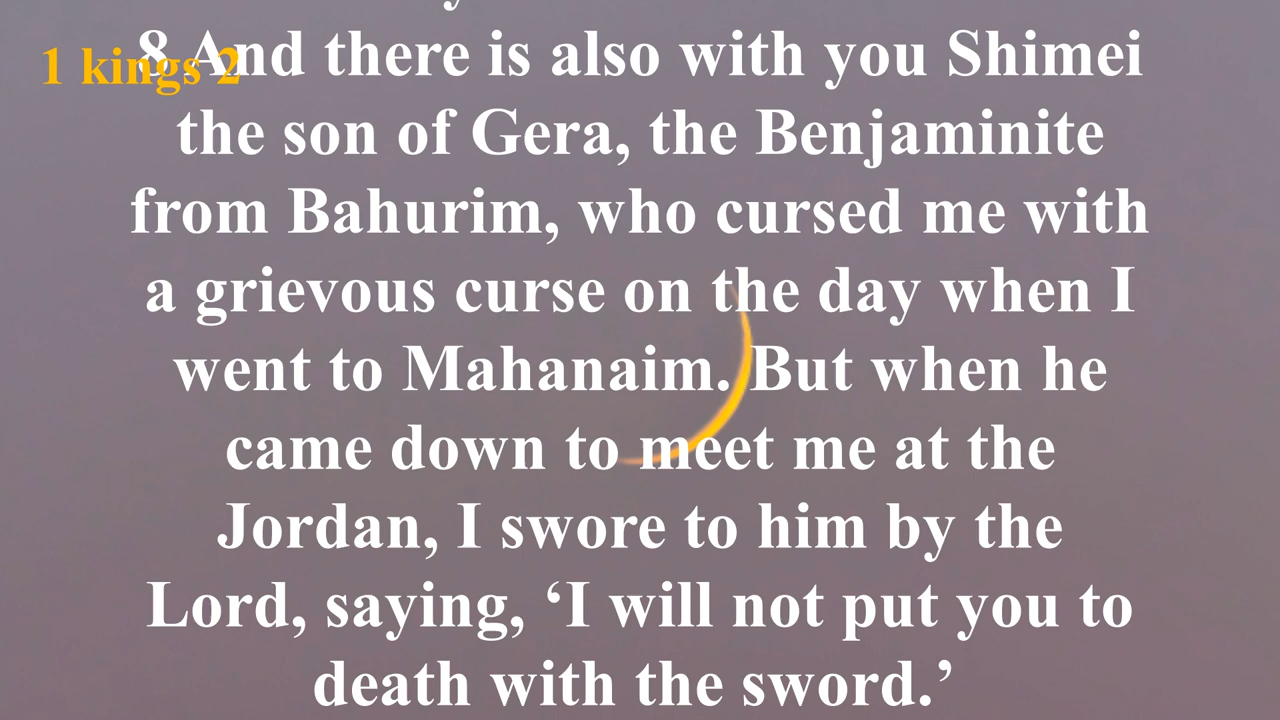 1 kings 2
8 And there is also with you Shimei
the son of Gera, the Benjaminite
from Bahurim, who cursed me with
a grievous curse on the day when I
went to Mahanaim. But when he
came down to meet me at the
Jordan, I swore to him by the
Lord, saying, ‘I will not put you to
death with the sword.’